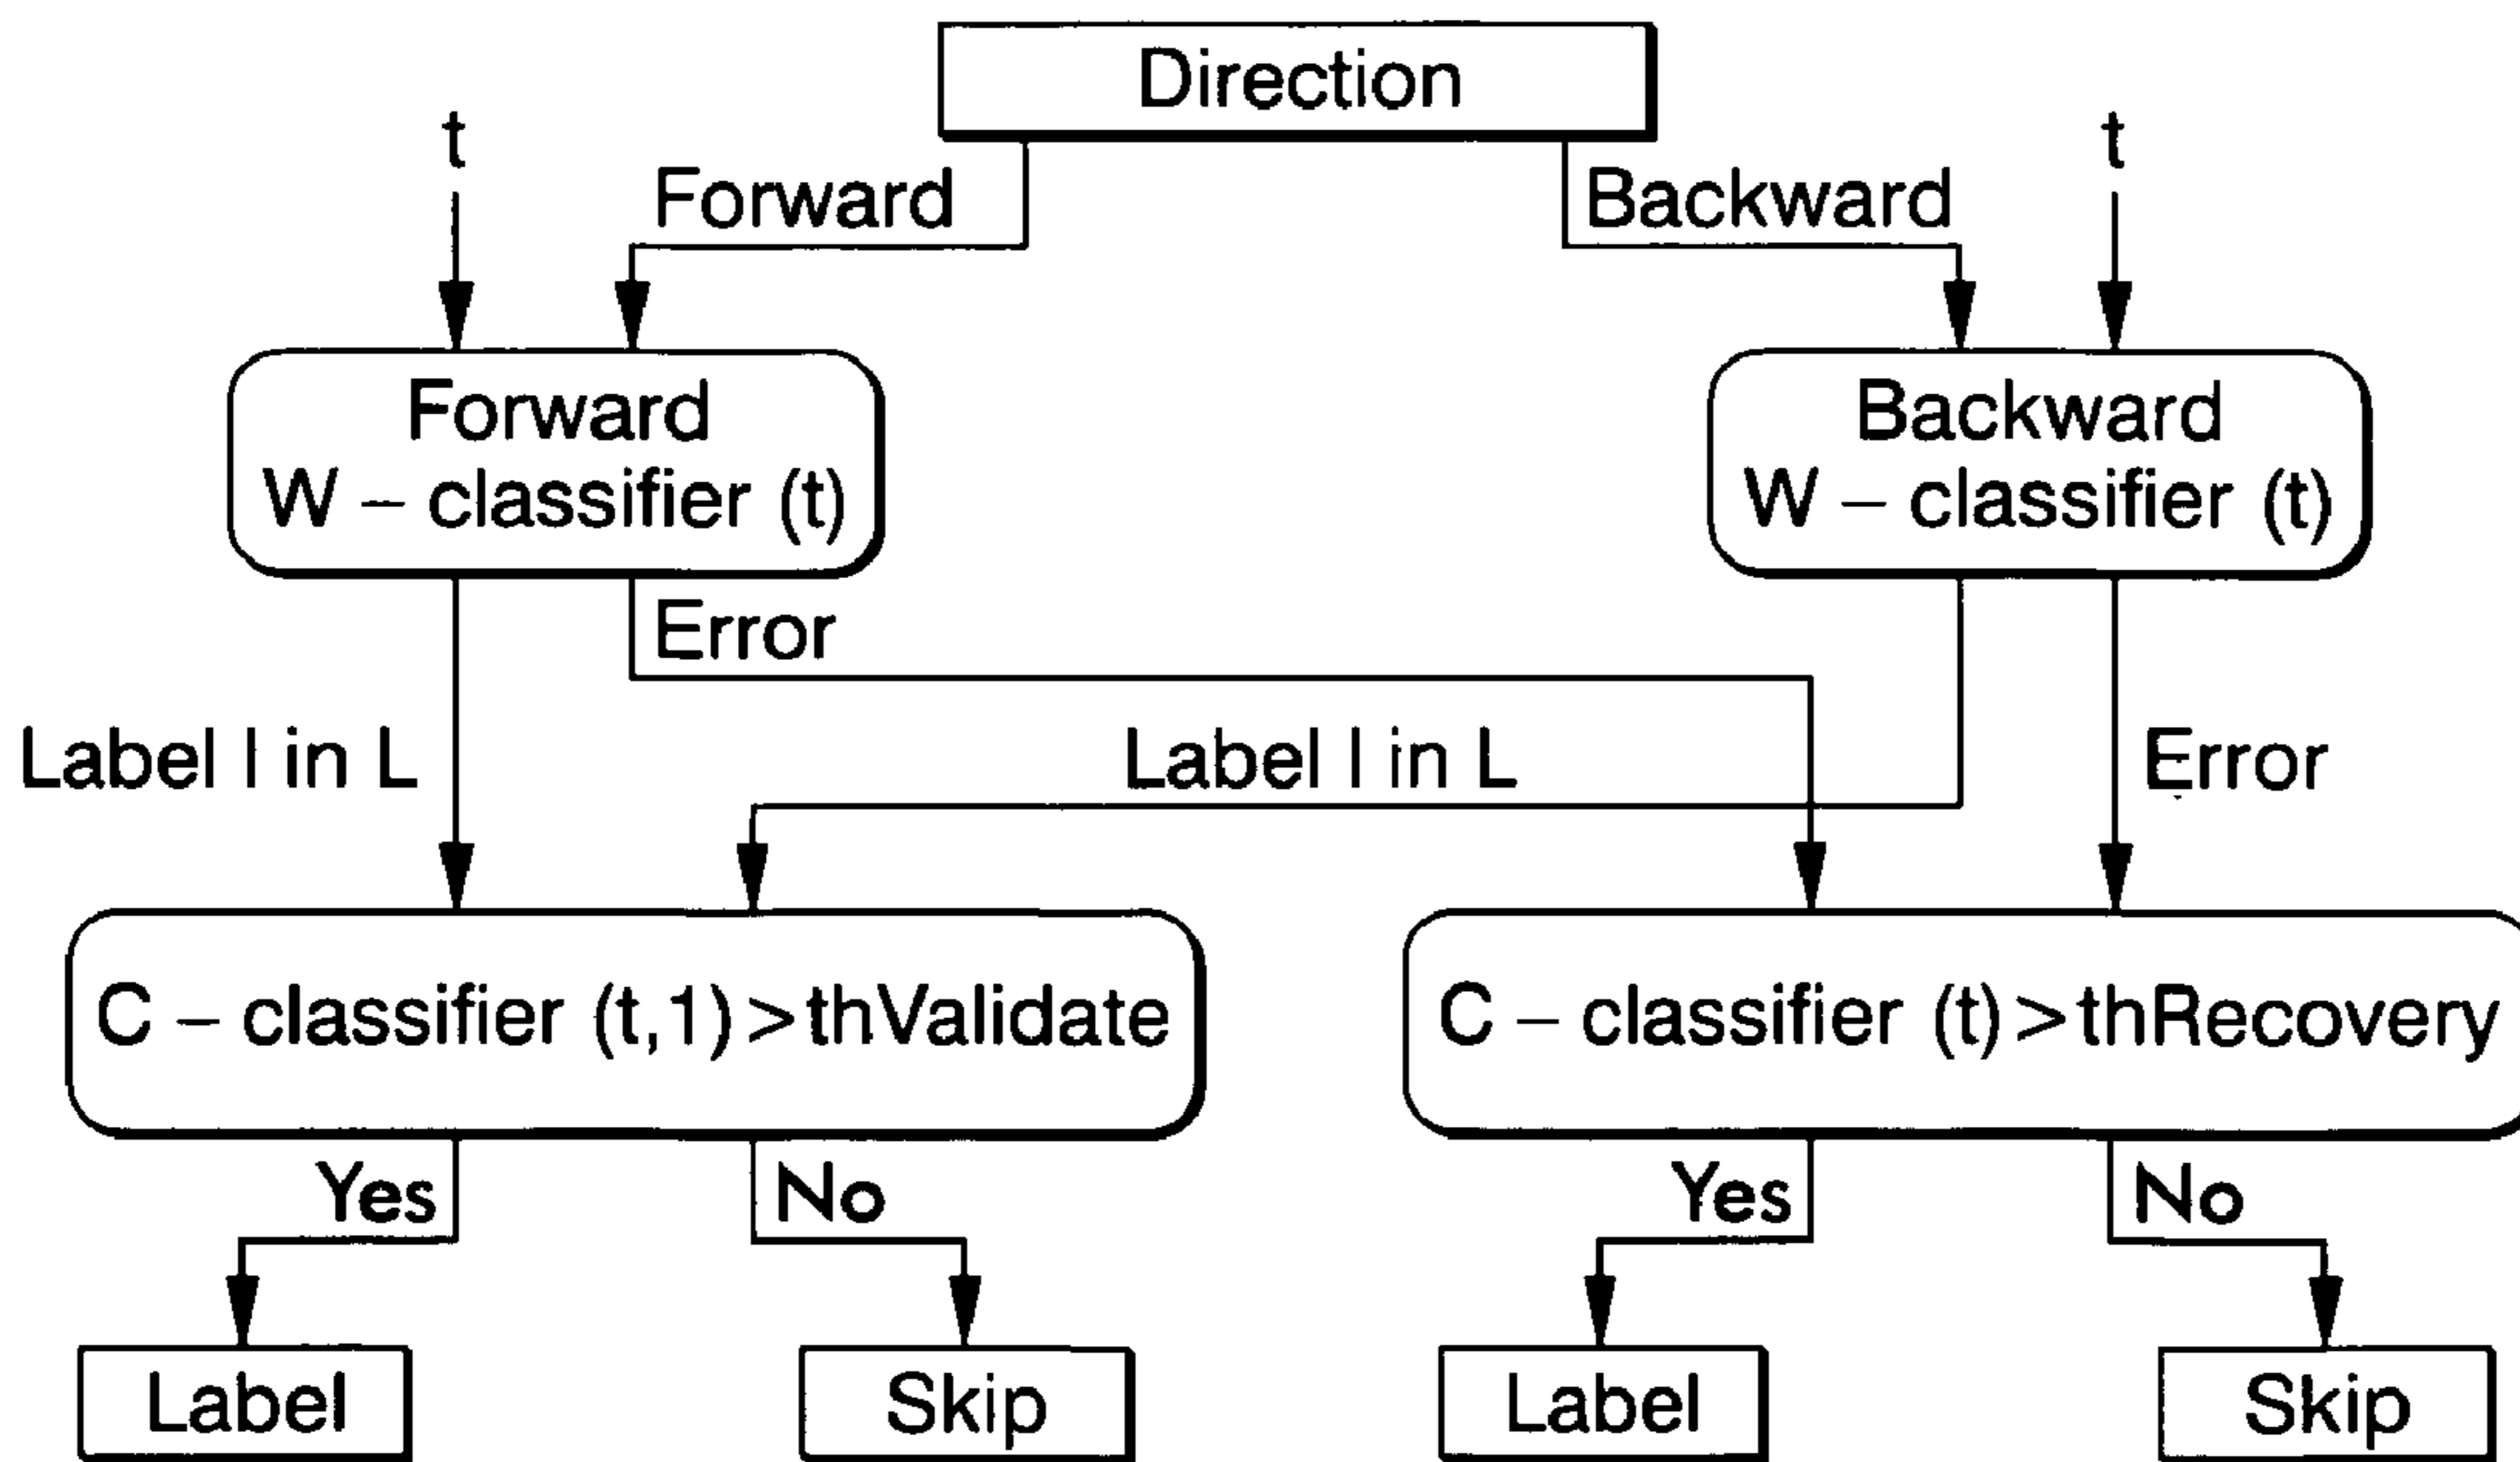 Direction
t
t
Forward
Backward
Forward
W – classifier (t)
Backward
W – classifier (t)
Error
Label l in L
Label l in L
Error
C – classifier (t,1)>thValidate
C – classifier (t)>thRecovery
Yes
No
Yes
No
Label
Skip
Label
Skip